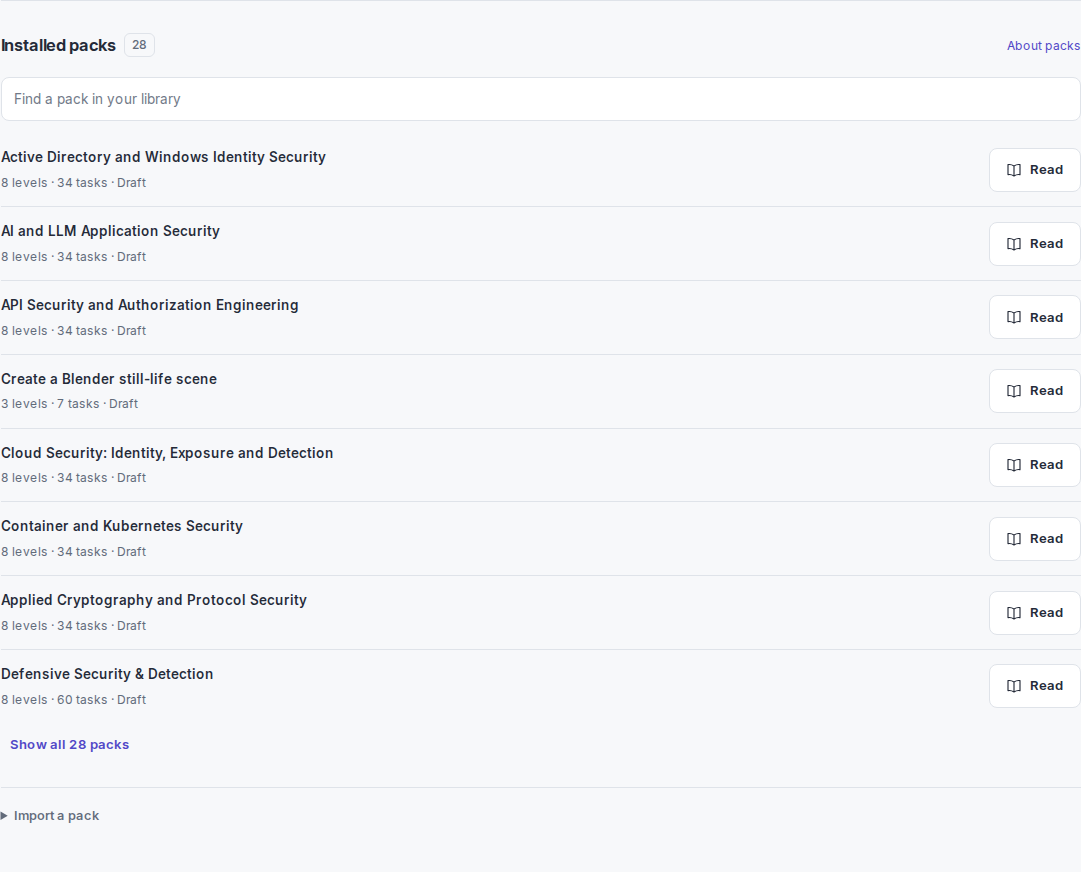 Installed packs 28 About packs
Find a pack in your library
Active Directory and Windows Identity Security
8 levels · 34 tasks · Draft
Read
AI and LLM Application Security
8 levels · 34 tasks · Draft
Read
API Security and Authorization Engineering
8 levels · 34 tasks · Draft
Read
Create a Blender still-life scene
3 levels · 7 tasks · Draft
Read
Cloud Security: Identity, Exposure and Detection
8 levels · 34 tasks · Draft
Read
Container and Kubernetes Security
8 levels · 34 tasks · Draft
Read
Applied Cryptography and Protocol Security
8 levels · 34 tasks · Draft
Read
Defensive Security & Detection
8 levels · 60 tasks · Draft
Read
Show all 28 packs
Import a pack